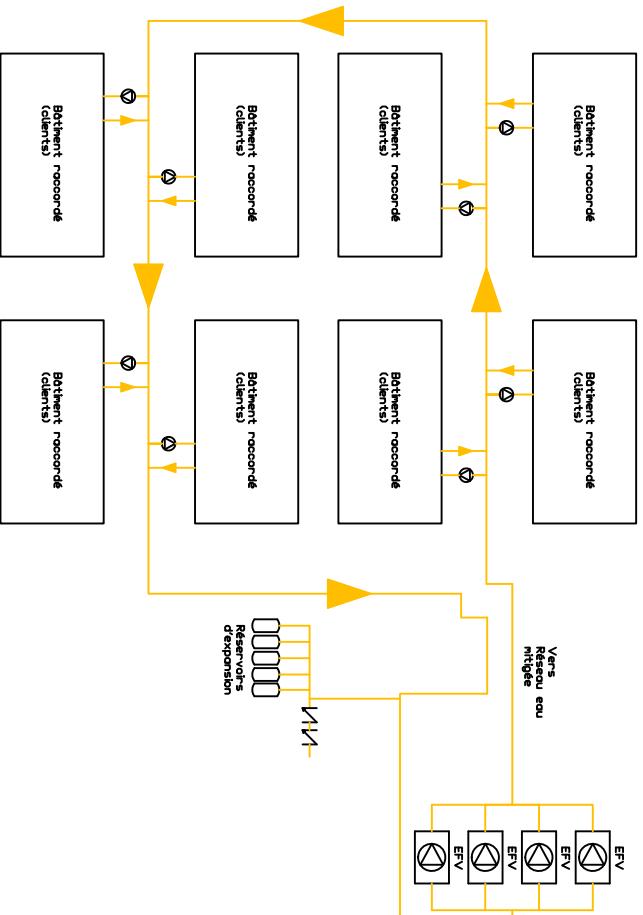 Bâtiment raccordé
(clients)
Bâtiment raccordé
(clients)
Bâtiment raccordé
(clients)
Bâtiment raccordé
(clients)
Bâtiment raccordé
(clients)
Bâtiment raccordé
(clients)
Bâtiment raccordé
(clients)
Bâtiment raccordé
(clients)
Vers
Réseau eau
mitigée
Réservoirs
d'expansion
EFV
EFV
EFV
EFV